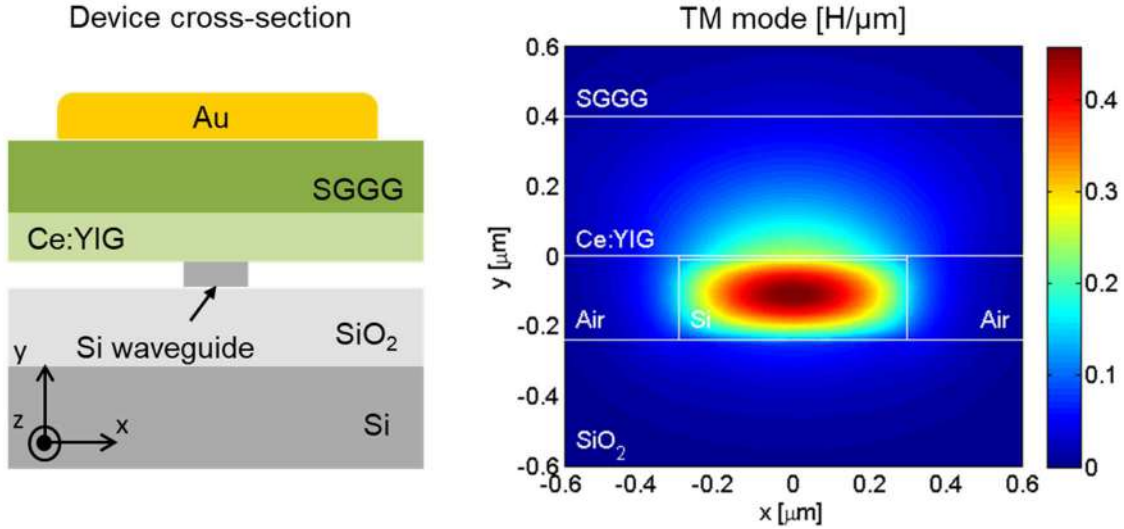 Device cross-section
Au
SGGG
Ce:YIG
Si waveguide
SiO₂
Si
y
z
x
TM mode [H/μm]
0.6
0.4
0.2
0
-0.2
-0.4
-0.6
y [μm]
SGGG
Ce:YIG
Air
Si
Air
SiO₂
-0.6
-0.4
-0.2
0
0.2
0.4
0.6
x [μm]
0.4
0.3
0.2
0.1
0